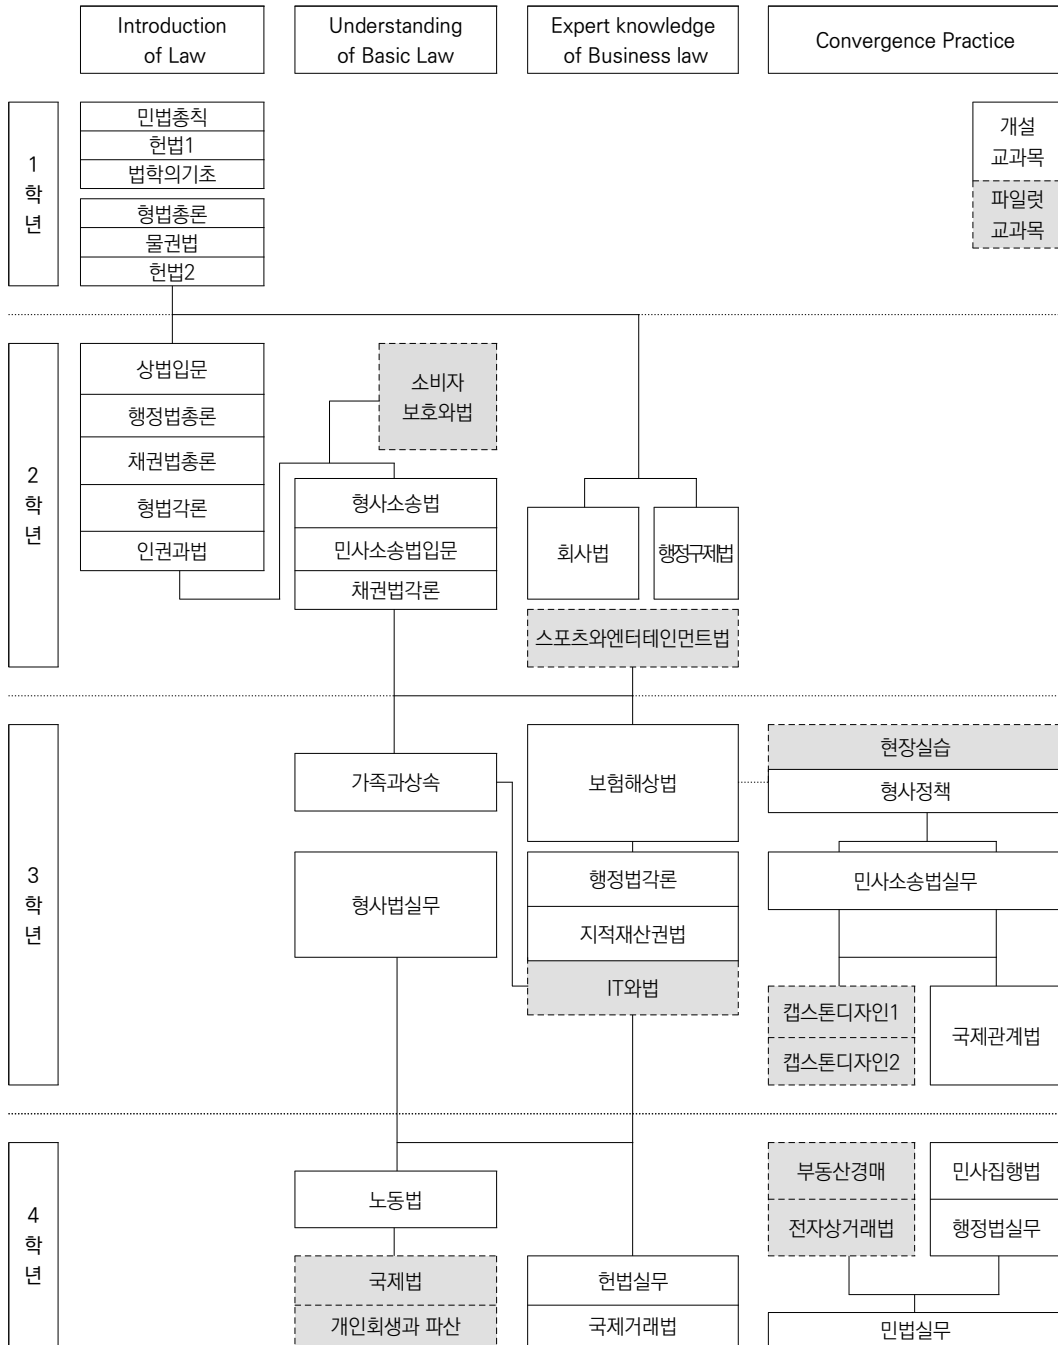 Introduction
of Law
Understanding
of Basic Law
Expert knowledge
of Business law
Convergence Practice
1
학
년
민법총칙
헌법1
법학의기초
형법총론
물권법
헌법2
개설
교과목
파일럿
교과목
2
학
년
상법입문
행정법총론
채권법총론
형법각론
인권과법
소비자
보호와법
형사소송법
민사소송법입문
채권법각론
회사법
행정구제법
스포츠와엔터테인먼트법
3
학
년
가족과상속
형사법실무
보험해상법
행정법각론
지적재산권법
IT와법
현장실습
형사정책
민사소송법실무
캡스톤디자인1
캡스톤디자인2
국제관계법
4
학
년
노동법
국제법
개인회생과 파산
헌법실무
국제거래법
부동산경매
전자상거래법
민사집행법
행정법실무
민법실무